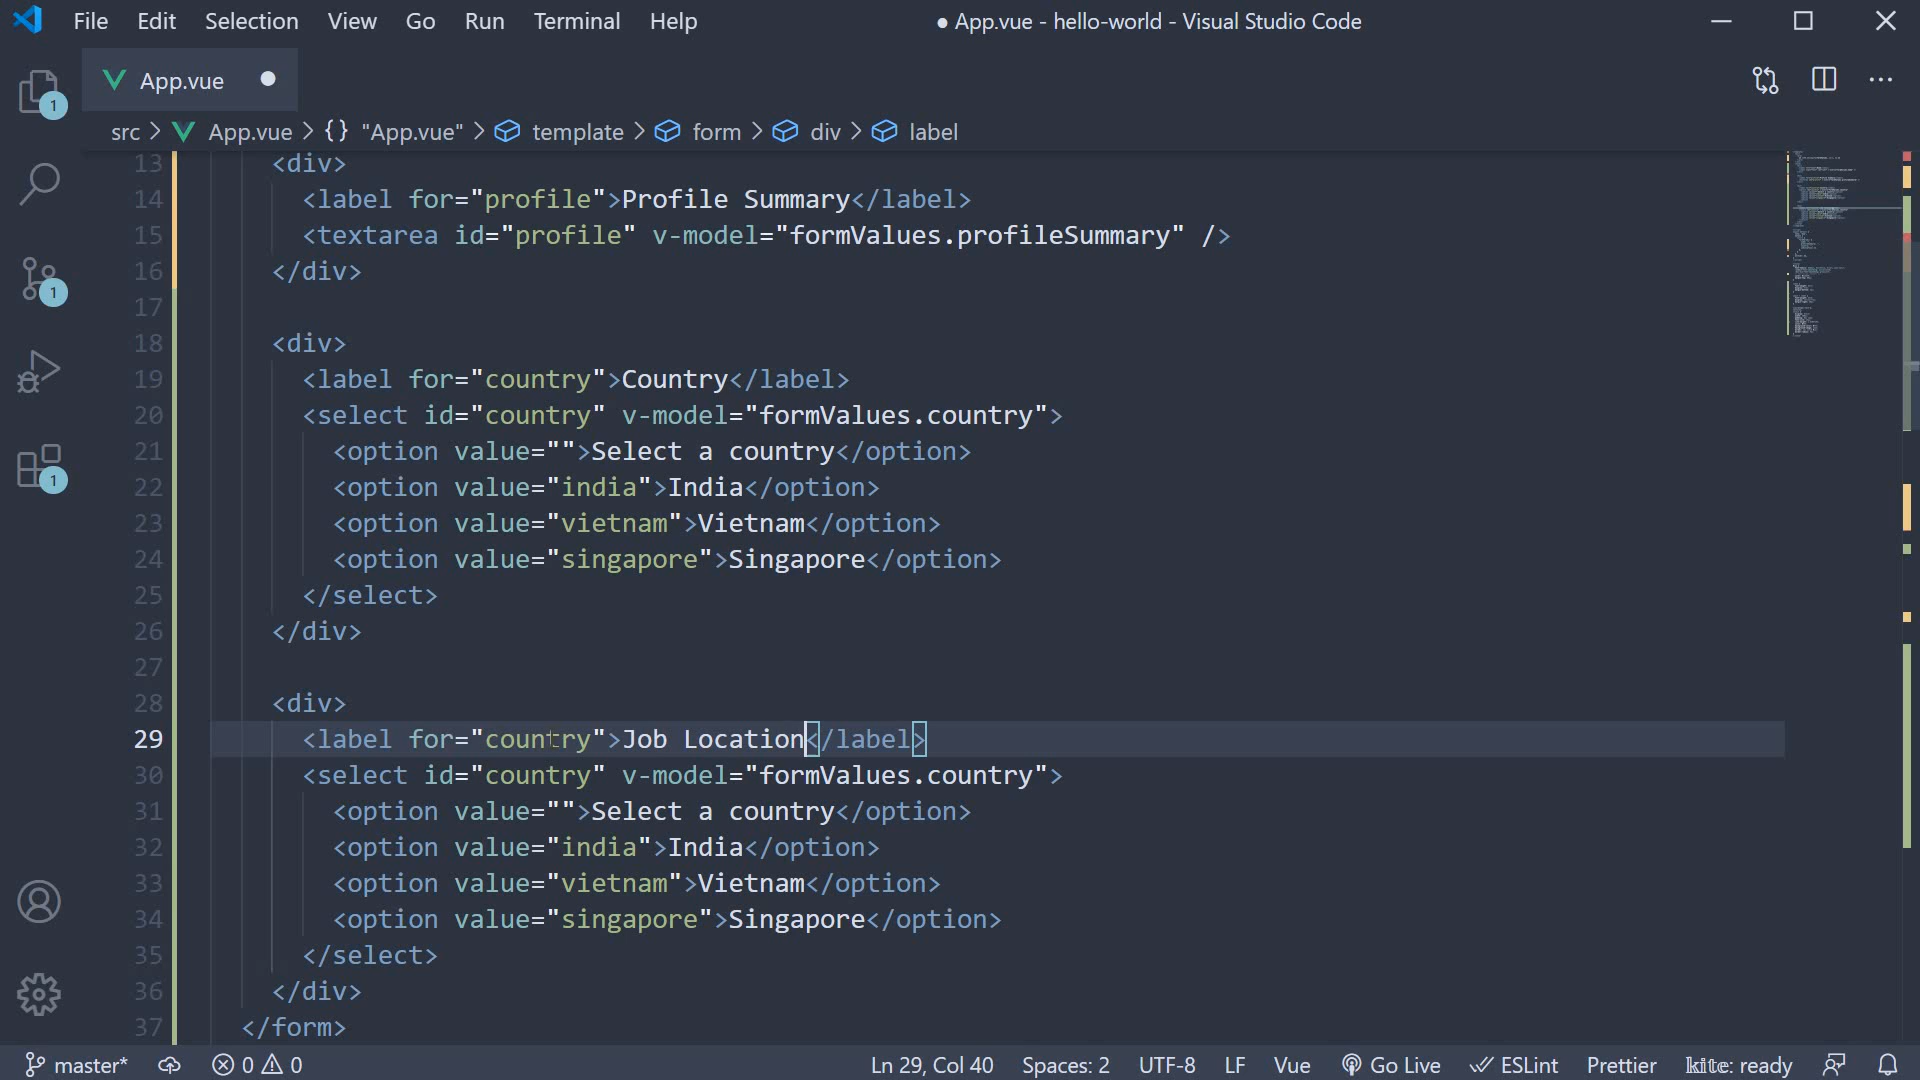 File Edit Selection View Go Run Terminal Help ● App.vue - hello-world - Visual Studio Code
App.vue
src > App.vue > {} "App.vue" > template > form > div > label
13 <div>
14 <label for="profile">Profile Summary</label>
15 <textarea id="profile" v-model="formValues.profileSummary" />
16 </div>
17
18 <div>
19 <label for="country">Country</label>
20 <select id="country" v-model="formValues.country">
21 <option value="">Select a country</option>
22 <option value="india">India</option>
23 <option value="vietnam">Vietnam</option>
24 <option value="singapore">Singapore</option>
25 </select>
26 </div>
27
28 <div>
29 <label for="country">Job Location</label>
30 <select id="country" v-model="formValues.country">
31 <option value="">Select a country</option>
32 <option value="india">India</option>
33 <option value="vietnam">Vietnam</option>
34 <option value="singapore">Singapore</option>
35 </select>
36 </div>
37 </form>
1
1
1
master* 0 0 Ln 29, Col 40 Spaces: 2 UTF-8 LF Vue Go Live ESLint Prettier kite: ready